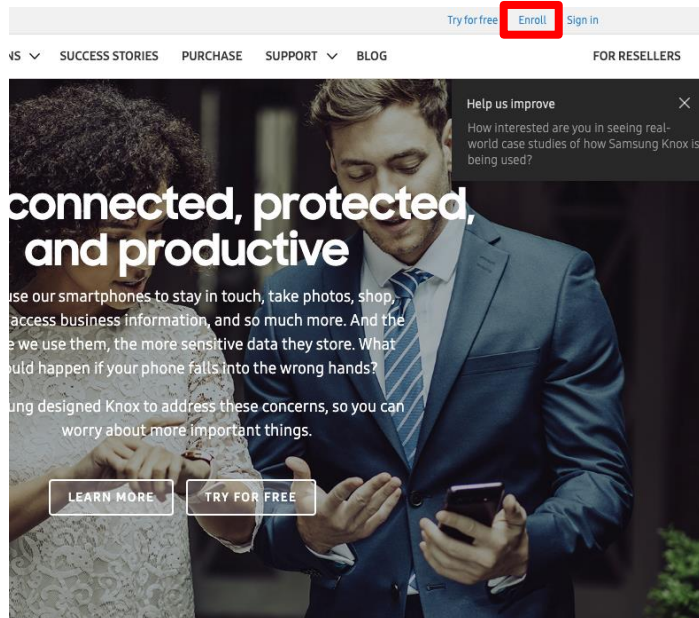 Try for free Enroll Sign in
NS SUCCESS STORIES PURCHASE SUPPORT BLOG FOR RESELLERS
Help us improve
How interested are you in seeing real-
world case studies of how Samsung Knox is
being used?
connected, protected,
and productive
use our smartphones to stay in touch, take photos, shop,
access business information, and so much more. And the
e we use them, the more sensitive data they store. What
ould happen if your phone falls into the wrong hands?
ung designed Knox to address these concerns, so you can
worry about more important things.
LEARN MORE TRY FOR FREE